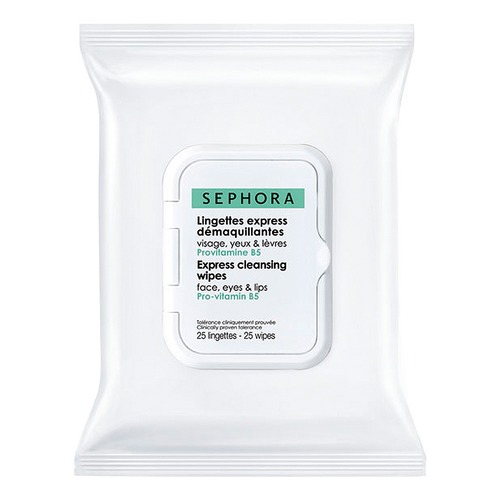 SEPHORA
Lingettes express
démaquillantes
visage, yeux & lèvres
Provitamine B5
Express cleansing
wipes
face, eyes & lips
Pro-vitamin B5
Tolérance cliniquement prouvée
Clinically proven tolerance
25 lingettes - 25 wipes